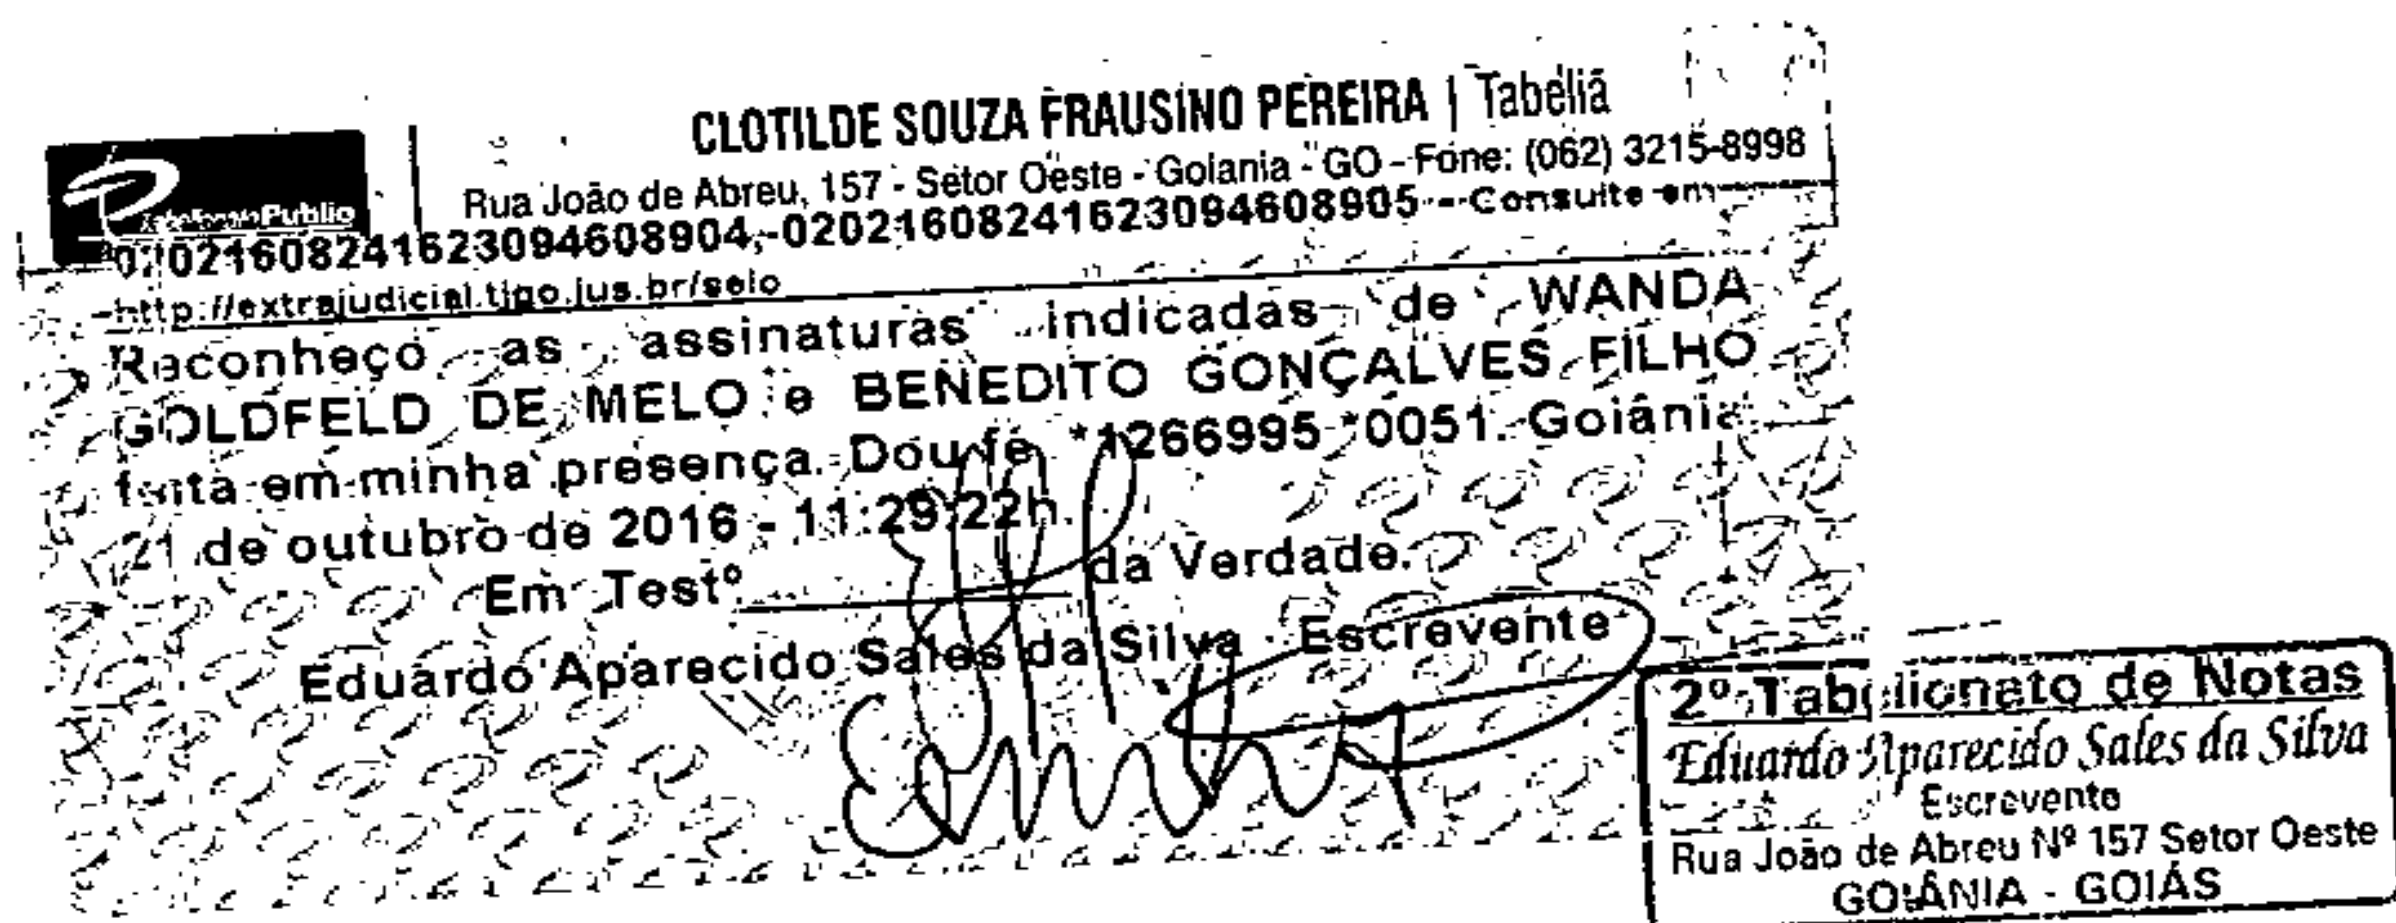 CLOTILDE SOUZA FRAUSINO PEREIRA | Tabeliã
Rua João de Abreu, 157 - Setor Oeste - Goiania - GO - Fone: (062) 3215-8998
Publio
02021608241623094608904, 02021608241623094608905 - Consulte em
http://extrajudicial.tjgo.jus.br/selo
Reconheço as assinaturas indicadas de WANDA
GOLDFELD DE MELO e BENEDITO GONÇALVES FILHO
feita em minha presença. Dou fé. *1266995 *0051. Goiânia
21 de outubro de 2016 - 11:29:22h.
Em Testº da Verdade.
Eduardo Aparecido Sales da Silva Escrevente
2º Tabelionato de Notas
Eduardo Aparecido Sales da Silva
Escrevente
Rua João de Abreu Nº 157 Setor Oeste
GOIÂNIA - GOIÁS